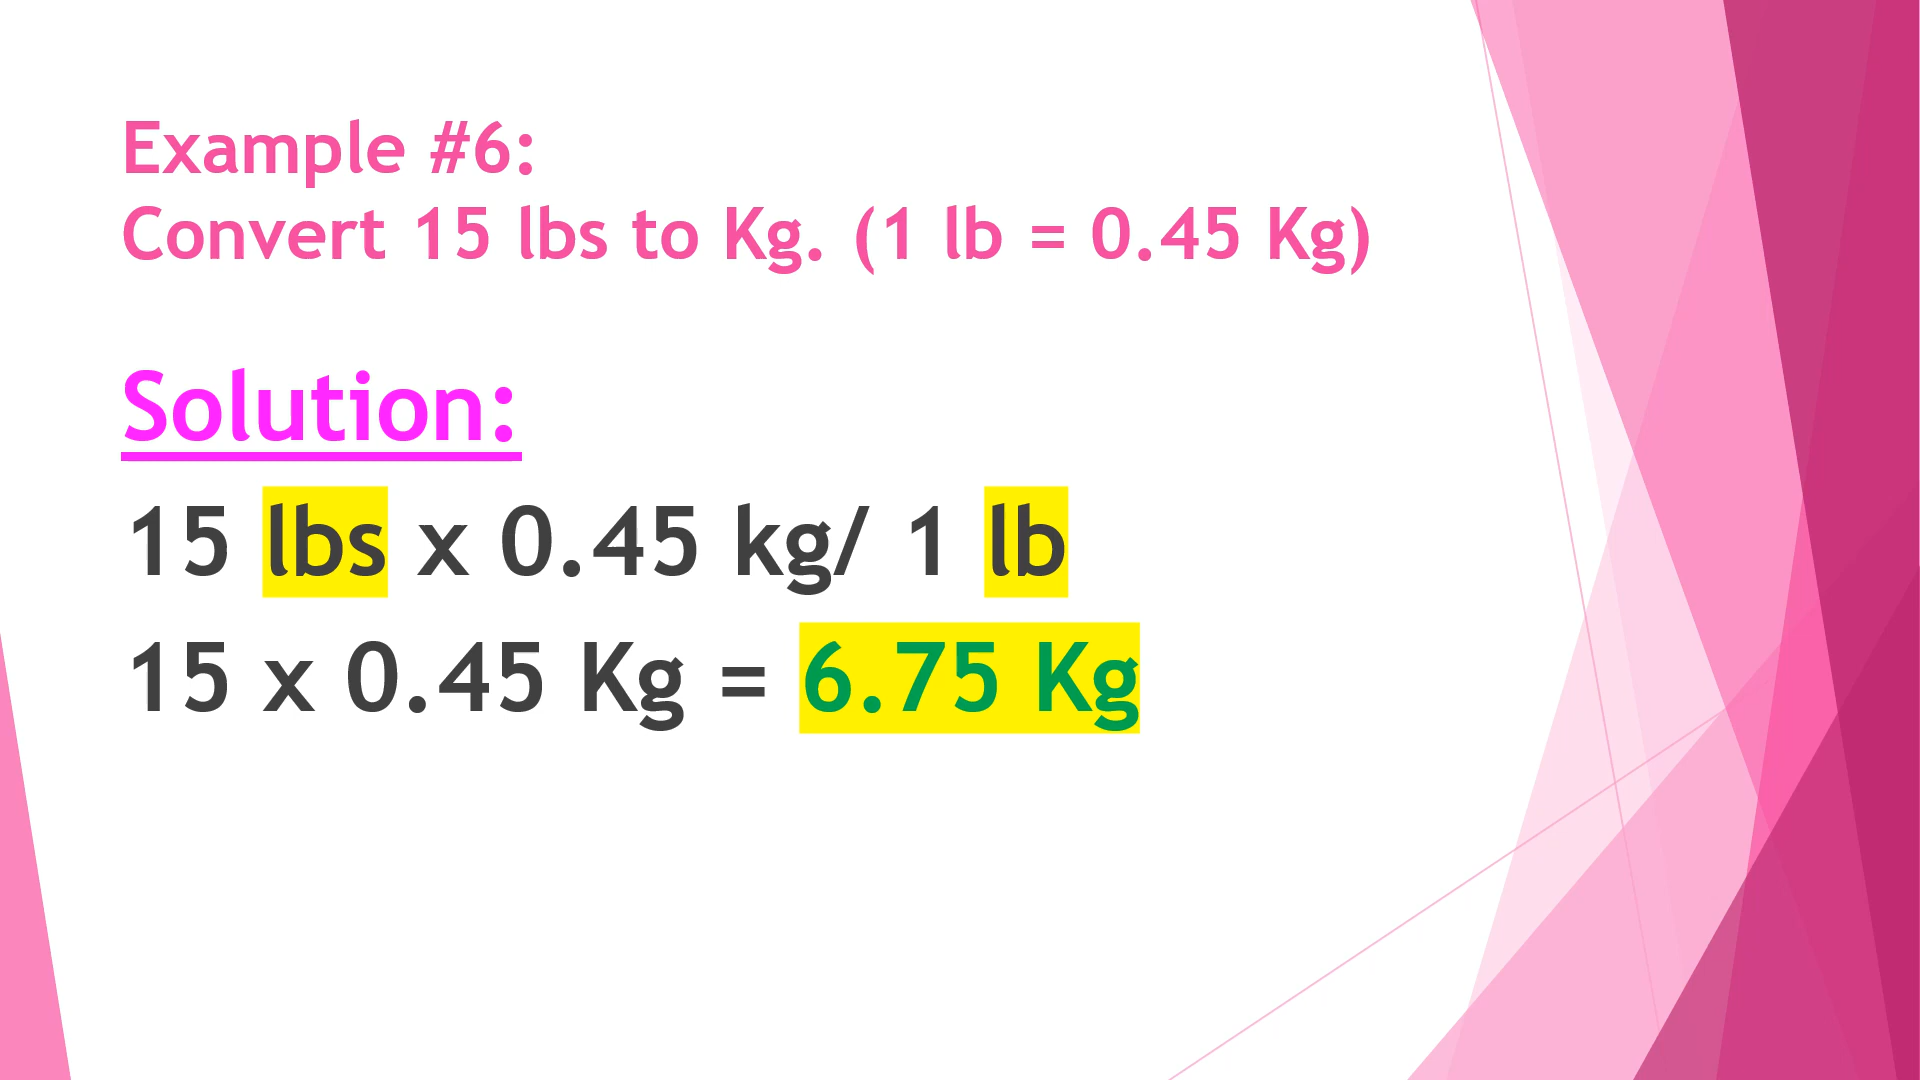 Example #6:
Convert 15 lbs to Kg. (1 lb = 0.45 Kg)
Solution:
15 lbs x 0.45 kg/ 1 lb
15 x 0.45 Kg = 6.75 Kg